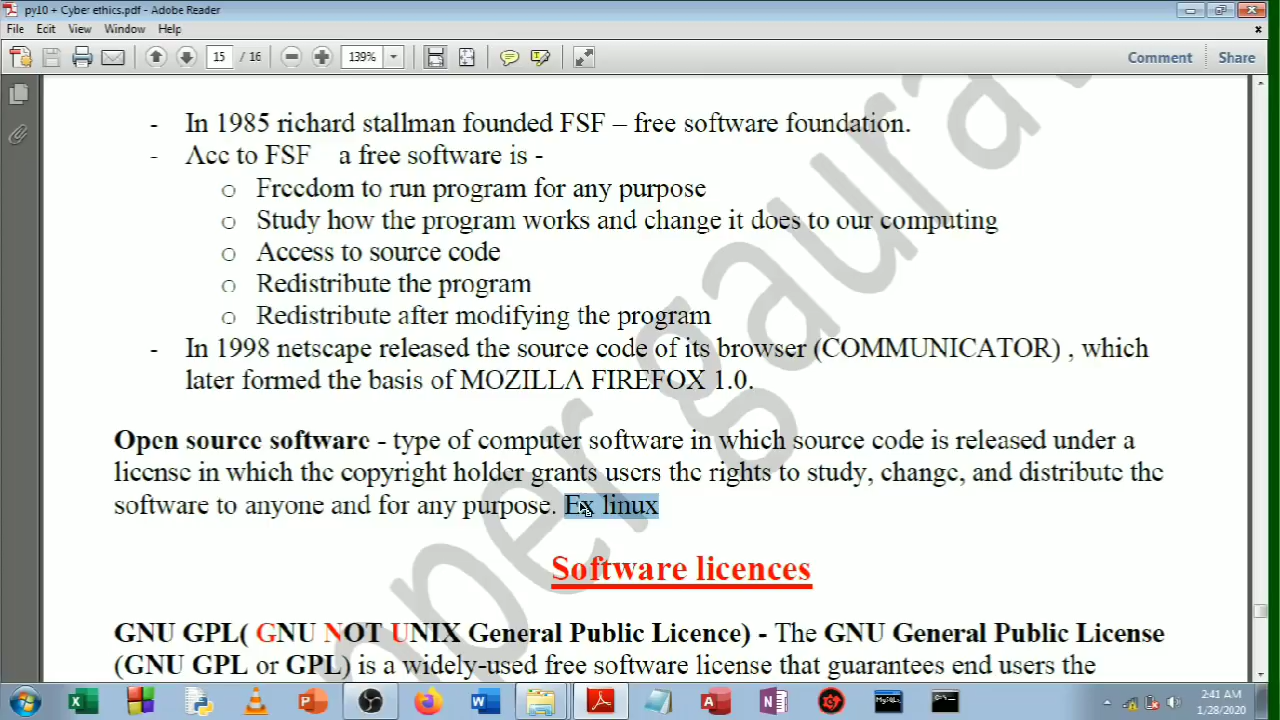 py10 + Cyber ethics.pdf - Adobe Reader
File Edit View Window Help
15 / 16 139% Comment Share
- In 1985 richard stallman founded FSF – free software foundation.
- Acc to FSF a free software is -
o Freedom to run program for any purpose
o Study how the program works and change it does to our computing
o Access to source code
o Redistribute the program
o Redistribute after modifying the program
- In 1998 netscape released the source code of its browser (COMMUNICATOR) , which
later formed the basis of MOZILLA FIREFOX 1.0.
Open source software - type of computer software in which source code is released under a
license in which the copyright holder grants users the rights to study, change, and distribute the
software to anyone and for any purpose. Ex linux
Software licences
GNU GPL( GNU NOT UNIX General Public Licence) - The GNU General Public License
(GNU GPL or GPL) is a widely-used free software license that guarantees end users the
2:41 AM
1/28/2020